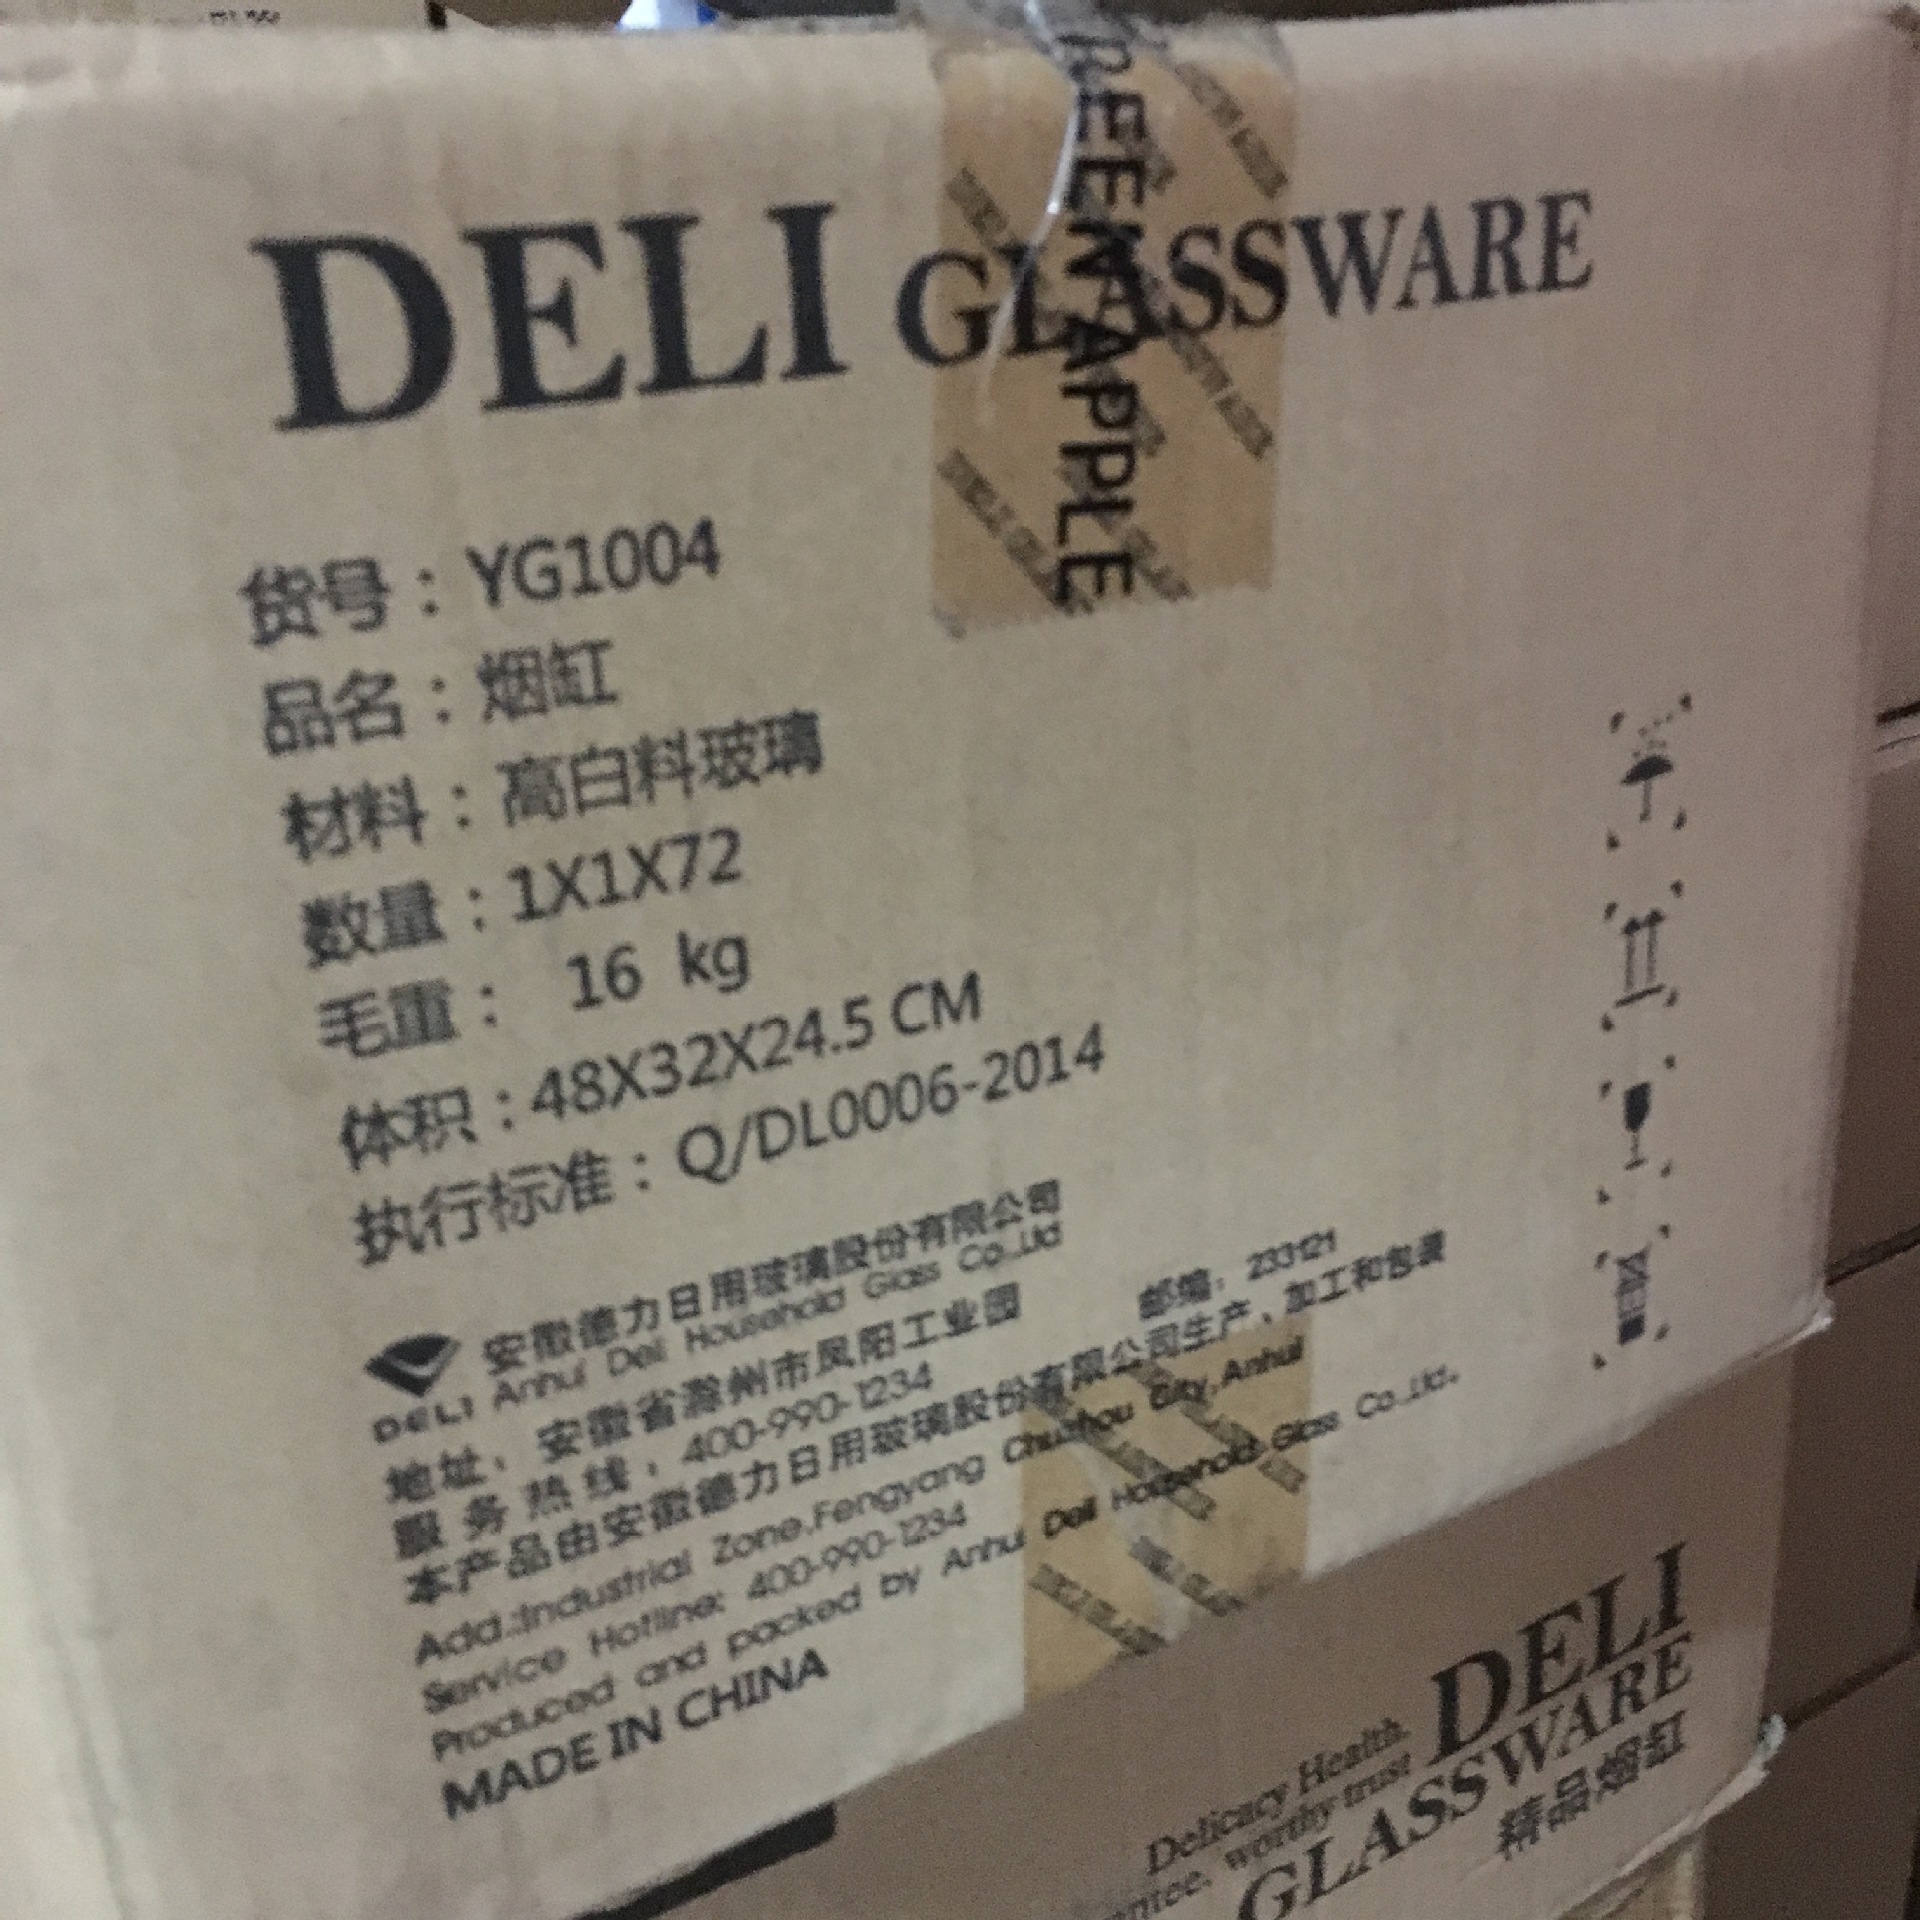 DELI GLASSWARE
GREEN APPLE
货号：YG1004
品名：烟缸
材料：高白料玻璃
数量：1X1X72
毛重： 16 kg
体积：48X32X24.5 CM
执行标准：Q/DL0006-2014
安徽德力日用玻璃股份有限公司
DELI Anhui Deli Household Glass Co.,Ltd
地址：安徽省滁州市凤阳工业园 邮编：233121
服务热线：400-990-1234
本产品由安徽德力日用玻璃股份有限公司生产、加工和包装
Add.:Industrial Zone,Fengyang Chuzhou City,Anhui
Service Hotline: 400-990-1234
Produced and packed by Anhui Deli Household Glass Co.,Ltd.
MADE IN CHINA
Delicacy Health, DELI
worthy trust
GLASSWARE
精品烟缸